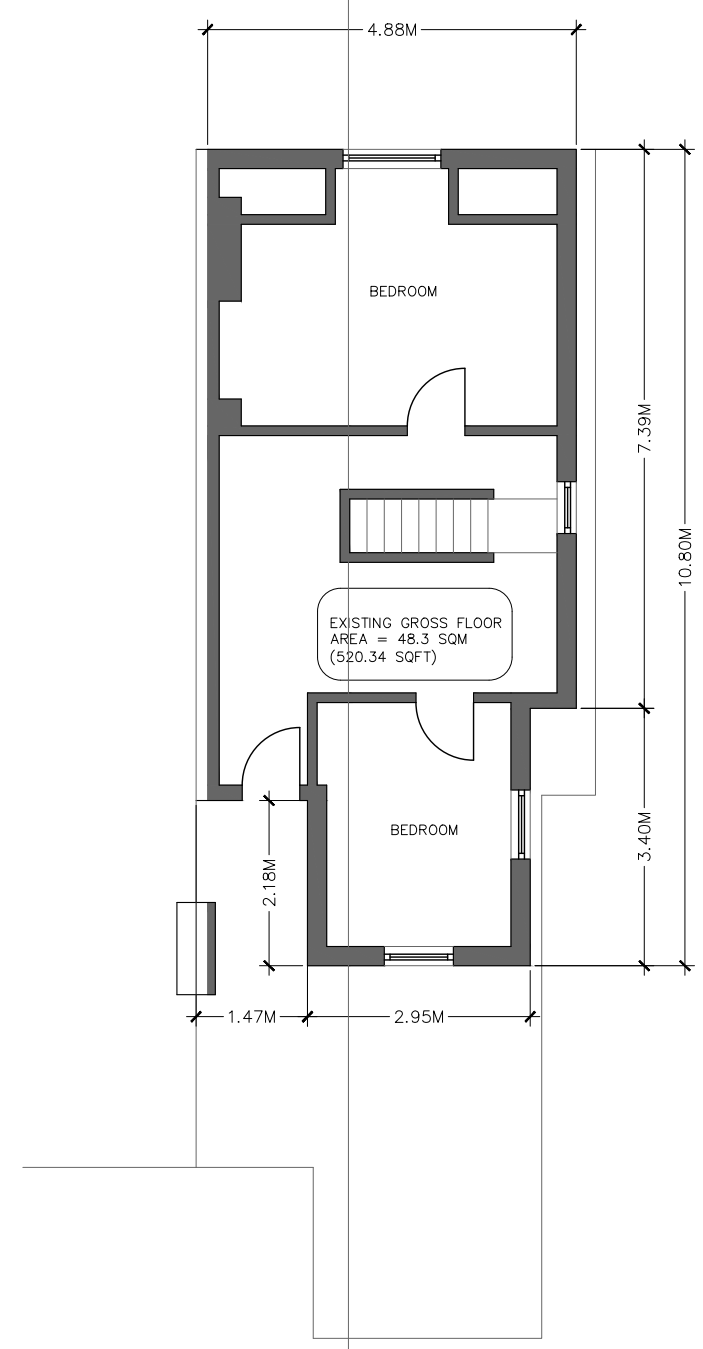 4.88M
BEDROOM
7.39M
10.80M
EXISTING GROSS FLOOR
AREA = 48.3 SQM
(520.34 SQFT)
BEDROOM
3.40M
2.18M
1.47M
2.95M